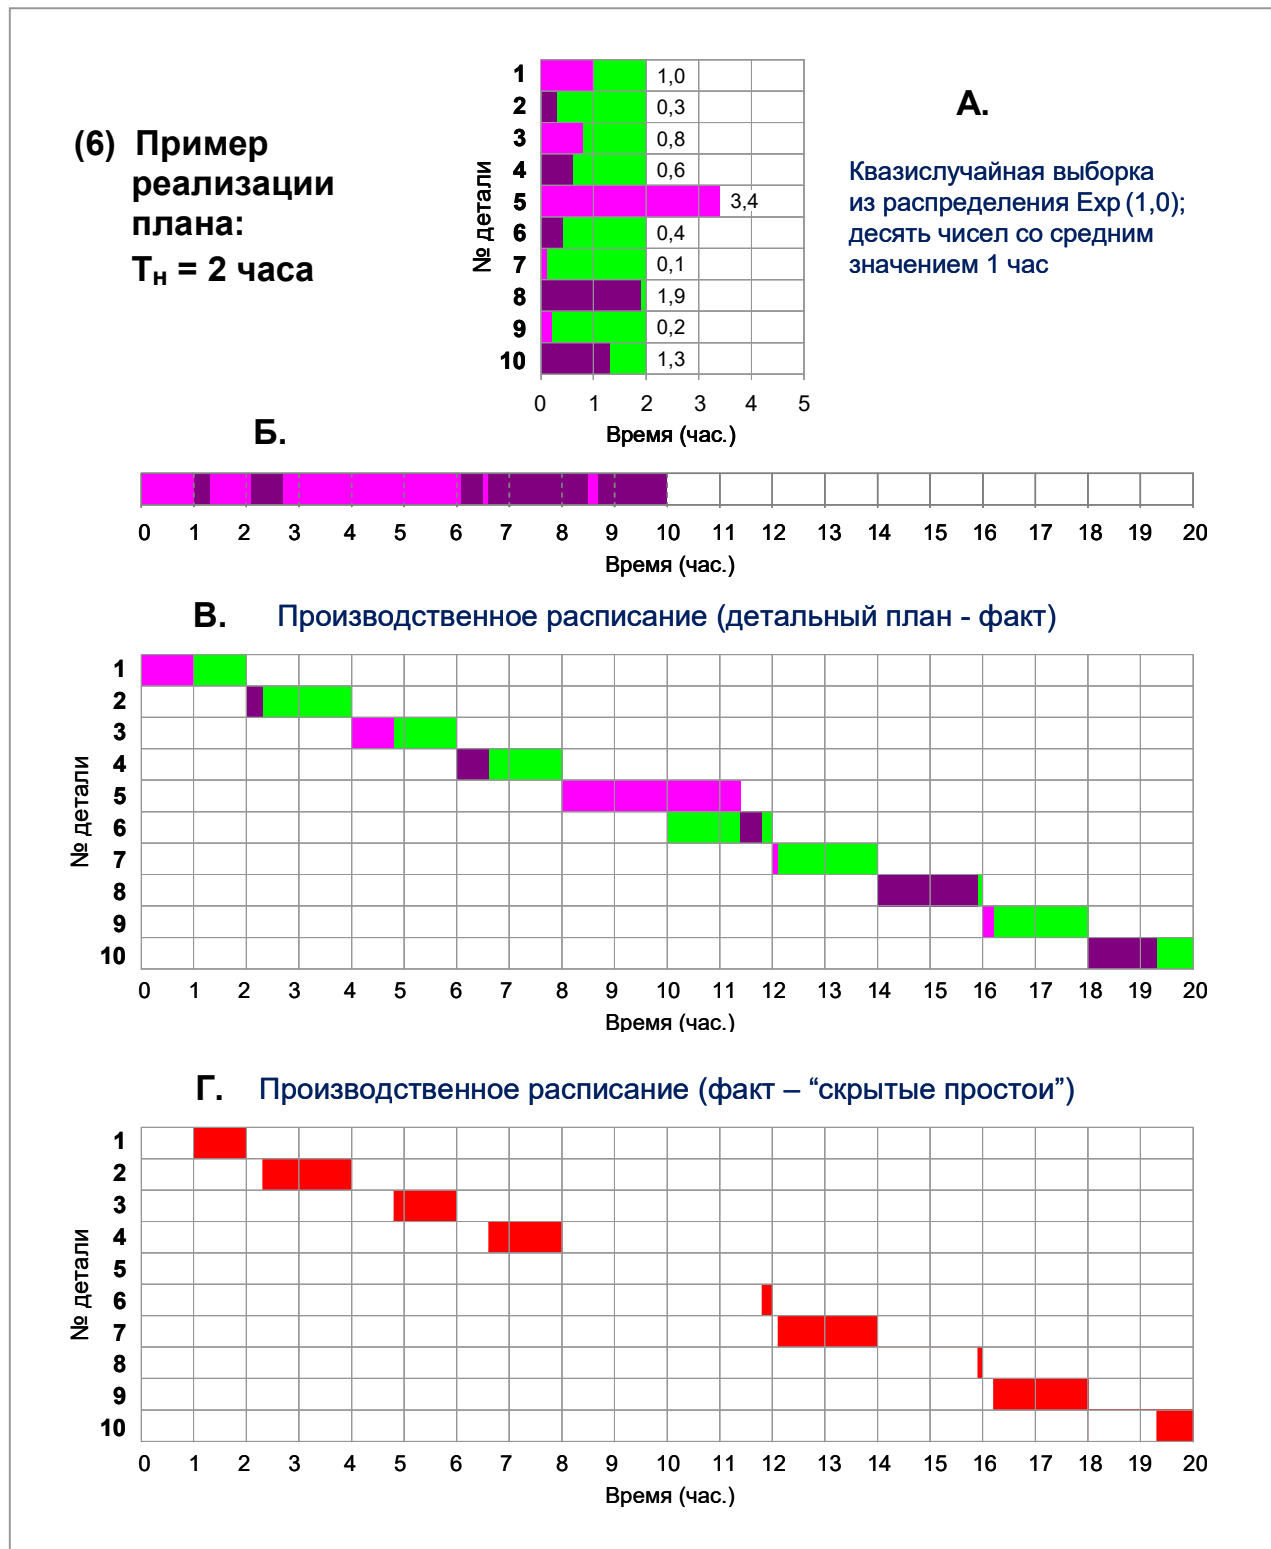 (6) Пример
реализации
плана:
Tн = 2 часа
А.
Квазислучайная выборка
из распределения Exp (1,0);
десять чисел со средним
значением 1 час
№ детали
1 1,0
2 0,3
3 0,8
4 0,6
5 3,4
6 0,4
7 0,1
8 1,9
9 0,2
10 1,3
0 1 2 3 4 5
Время (час.)
Б.
0 1 2 3 4 5 6 7 8 9 10 11 12 13 14 15 16 17 18 19 20
Время (час.)
В. Производственное расписание (детальный план - факт)
№ детали
1
2
3
4
5
6
7
8
9
10
0 1 2 3 4 5 6 7 8 9 10 11 12 13 14 15 16 17 18 19 20
Время (час.)
Г. Производственное расписание (факт – “скрытые простои”)
№ детали
1
2
3
4
5
6
7
8
9
10
0 1 2 3 4 5 6 7 8 9 10 11 12 13 14 15 16 17 18 19 20
Время (час.)